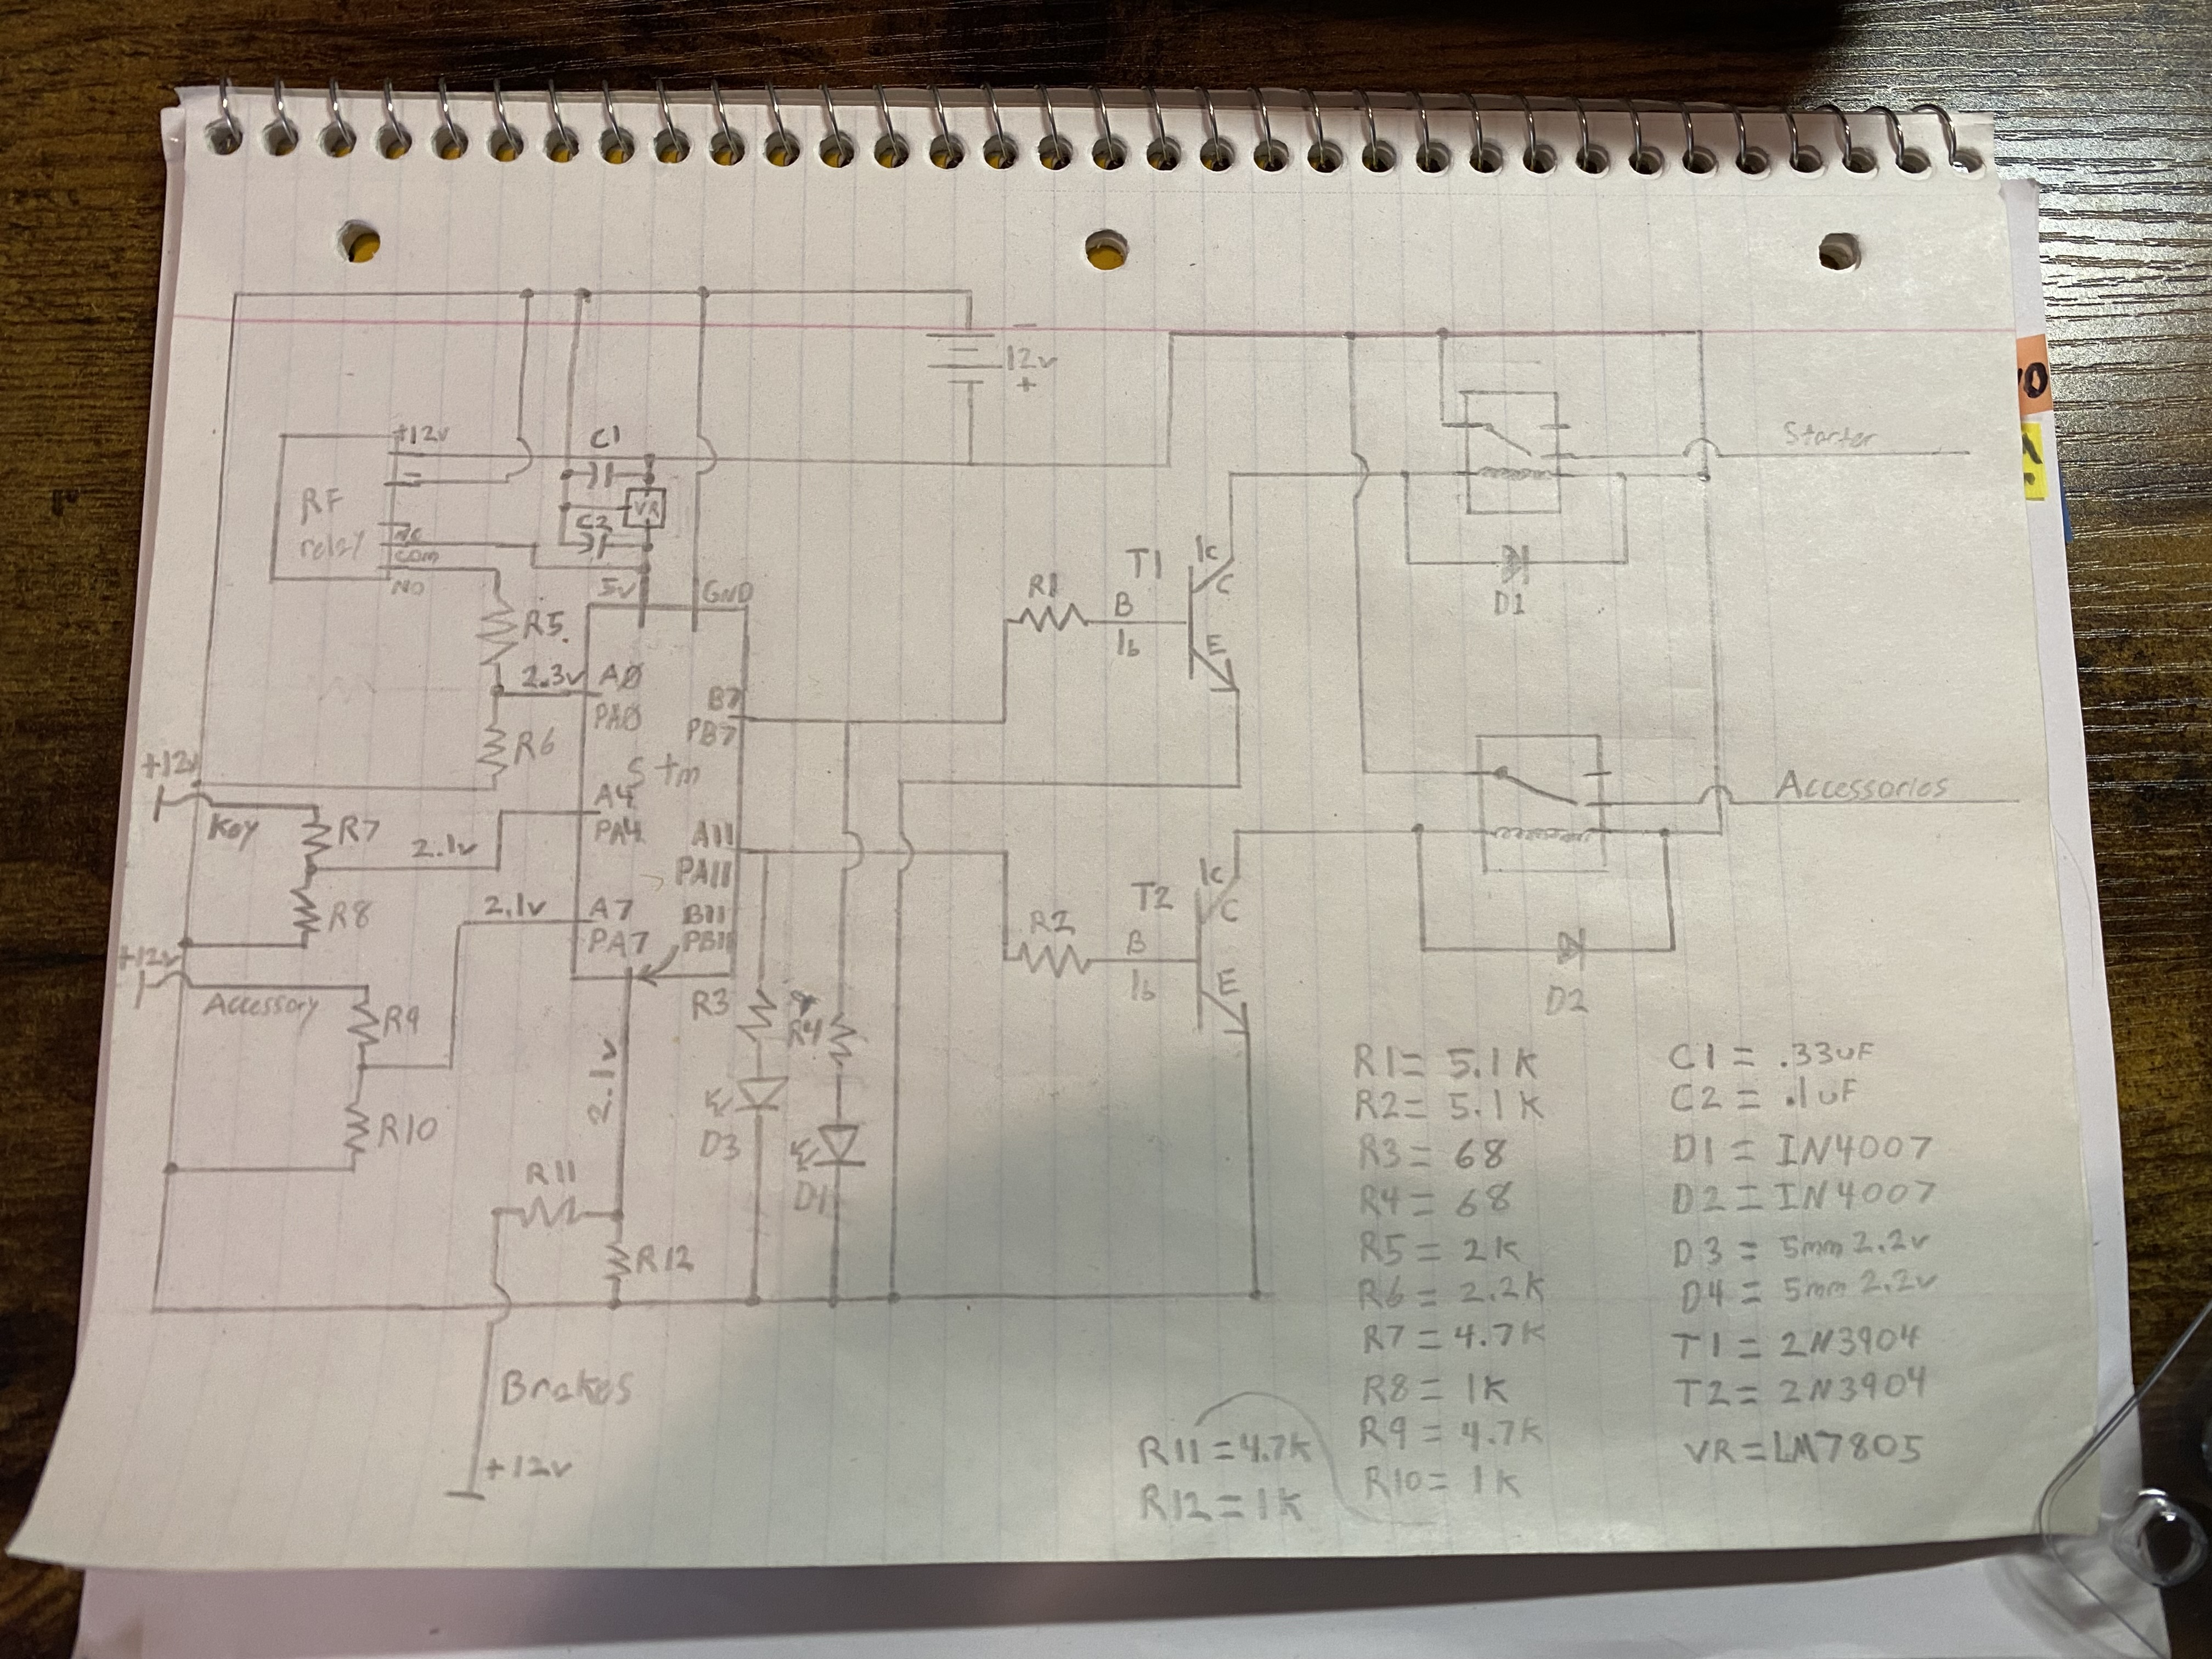 12v
+
+12v
-
C1
RF
relay
VR
C2
NC
COM
NO
5v
GND
R5
2.3v
A0
PA0
B7
PB7
R6
Stm
+12v
Key
R7
2.1v
A4
PA4
A11
PA11
R8
2.1v
A7
PA7
B11
PB11
+12v
Accessory
R9
R10
R3
R4
2.1v
D3
D1
R11
R12
Brakes
+12v
R1
B
Ib
T1
Ic
C
E
R2
B
Ib
T2
Ic
C
E
Starter
D1
Accessories
D2
R1 = 5.1K
R2 = 5.1K
R3 = 68
R4 = 68
R5 = 2K
R6 = 2.2K
R7 = 4.7K
R8 = 1K
R9 = 4.7K
R10 = 1K
R11 = 4.7K
R12 = 1K
C1 = .33uF
C2 = .1uF
D1 = IN4007
D2 = IN4007
D3 = 5mm 2.2v
D4 = 5mm 2.2v
T1 = 2N3904
T2 = 2N3904
VR = LM7805